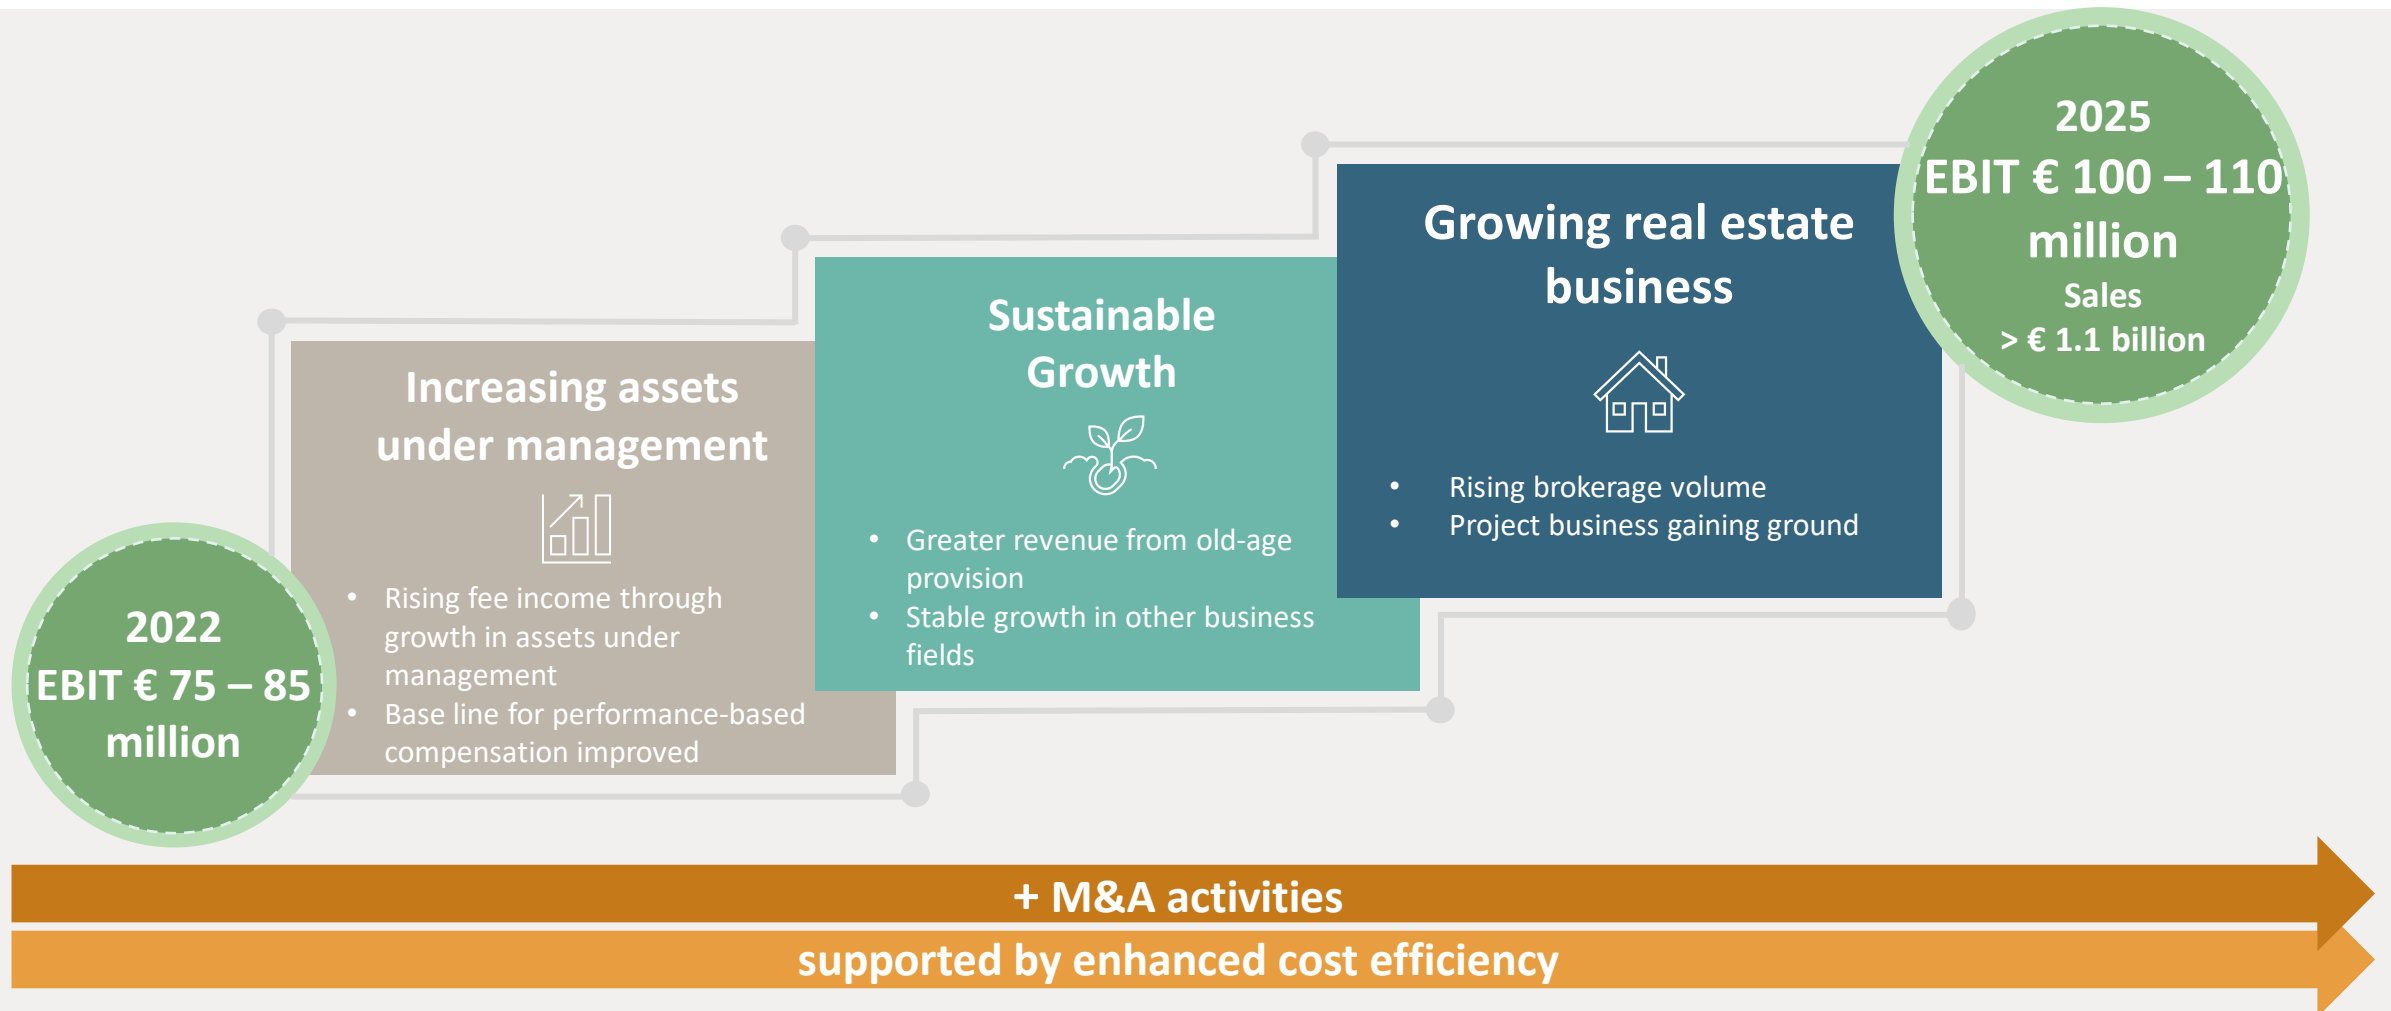 2022
EBIT € 75 – 85
million
Increasing assets
under management
• Rising fee income through
growth in assets under
management
• Base line for performance-based
compensation improved
Sustainable
Growth
• Greater revenue from old-age
provision
• Stable growth in other business
fields
Growing real estate
business
• Rising brokerage volume
• Project business gaining ground
2025
EBIT € 100 – 110
million
Sales
> € 1.1 billion
+ M&A activities
supported by enhanced cost efficiency